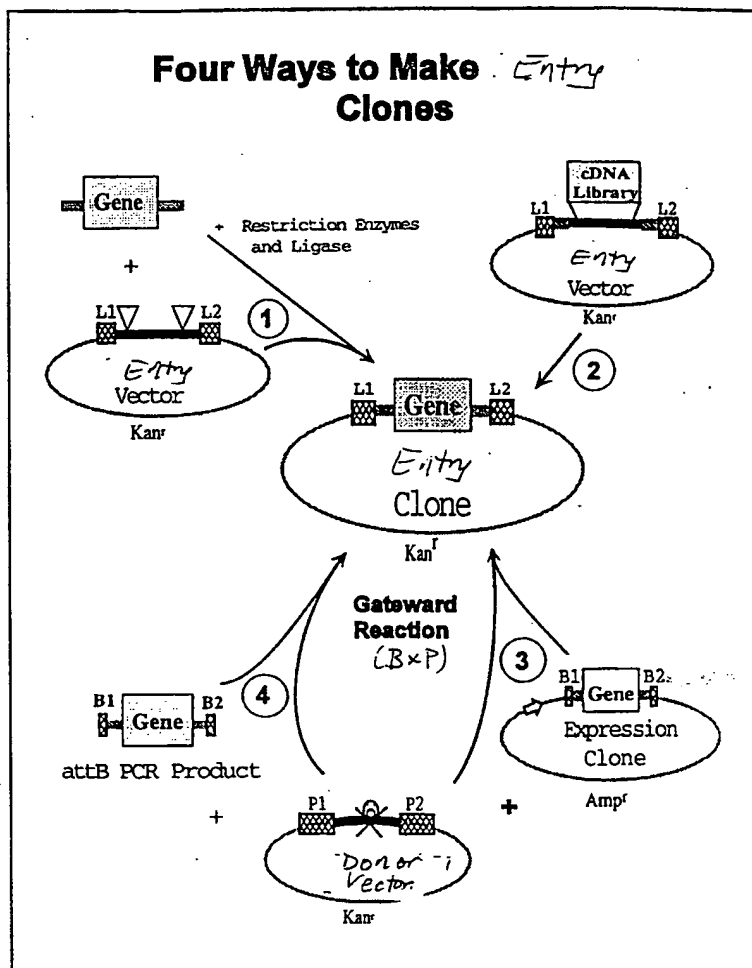 Four Ways to Make Entry
Clones
Gene
+
+ Restriction Enzymes
and Ligase
cDNA
Library
L1
L2
Entry
Vector
Kanr
L1
L2
1
Entry
Vector
Kanr
2
L1
Gene
L2
Entry
Clone
Kanr
Gateward
Reaction
(B×P)
3
4
B1
Gene
B2
attB PCR Product
+
B1
Gene
B2
Expression
Clone
Ampr
+
P1
P2
Donor
Vector
Kanr